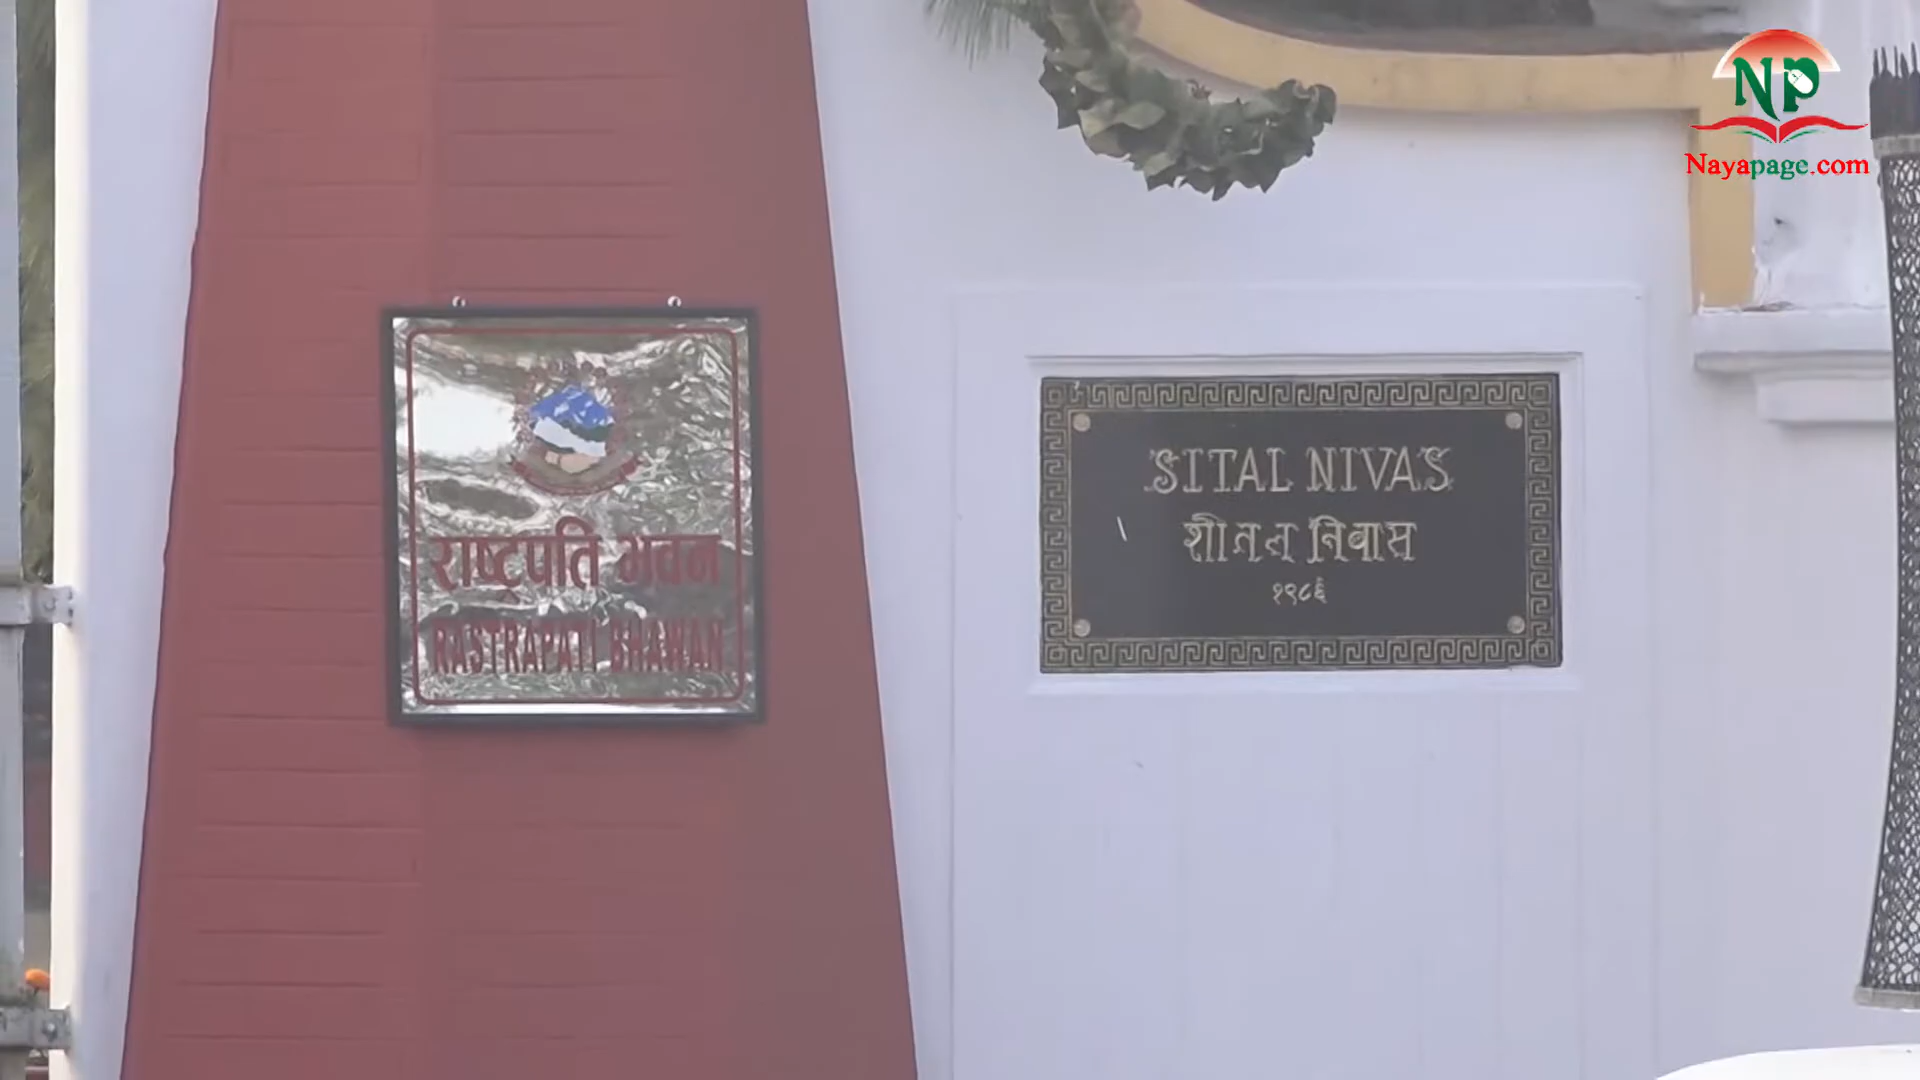 राष्ट्रपति भवन
RASTRAPATI BHAWAN
SITAL NIVAS
शीतल निवास
१९८६
NP
Nayapage.com